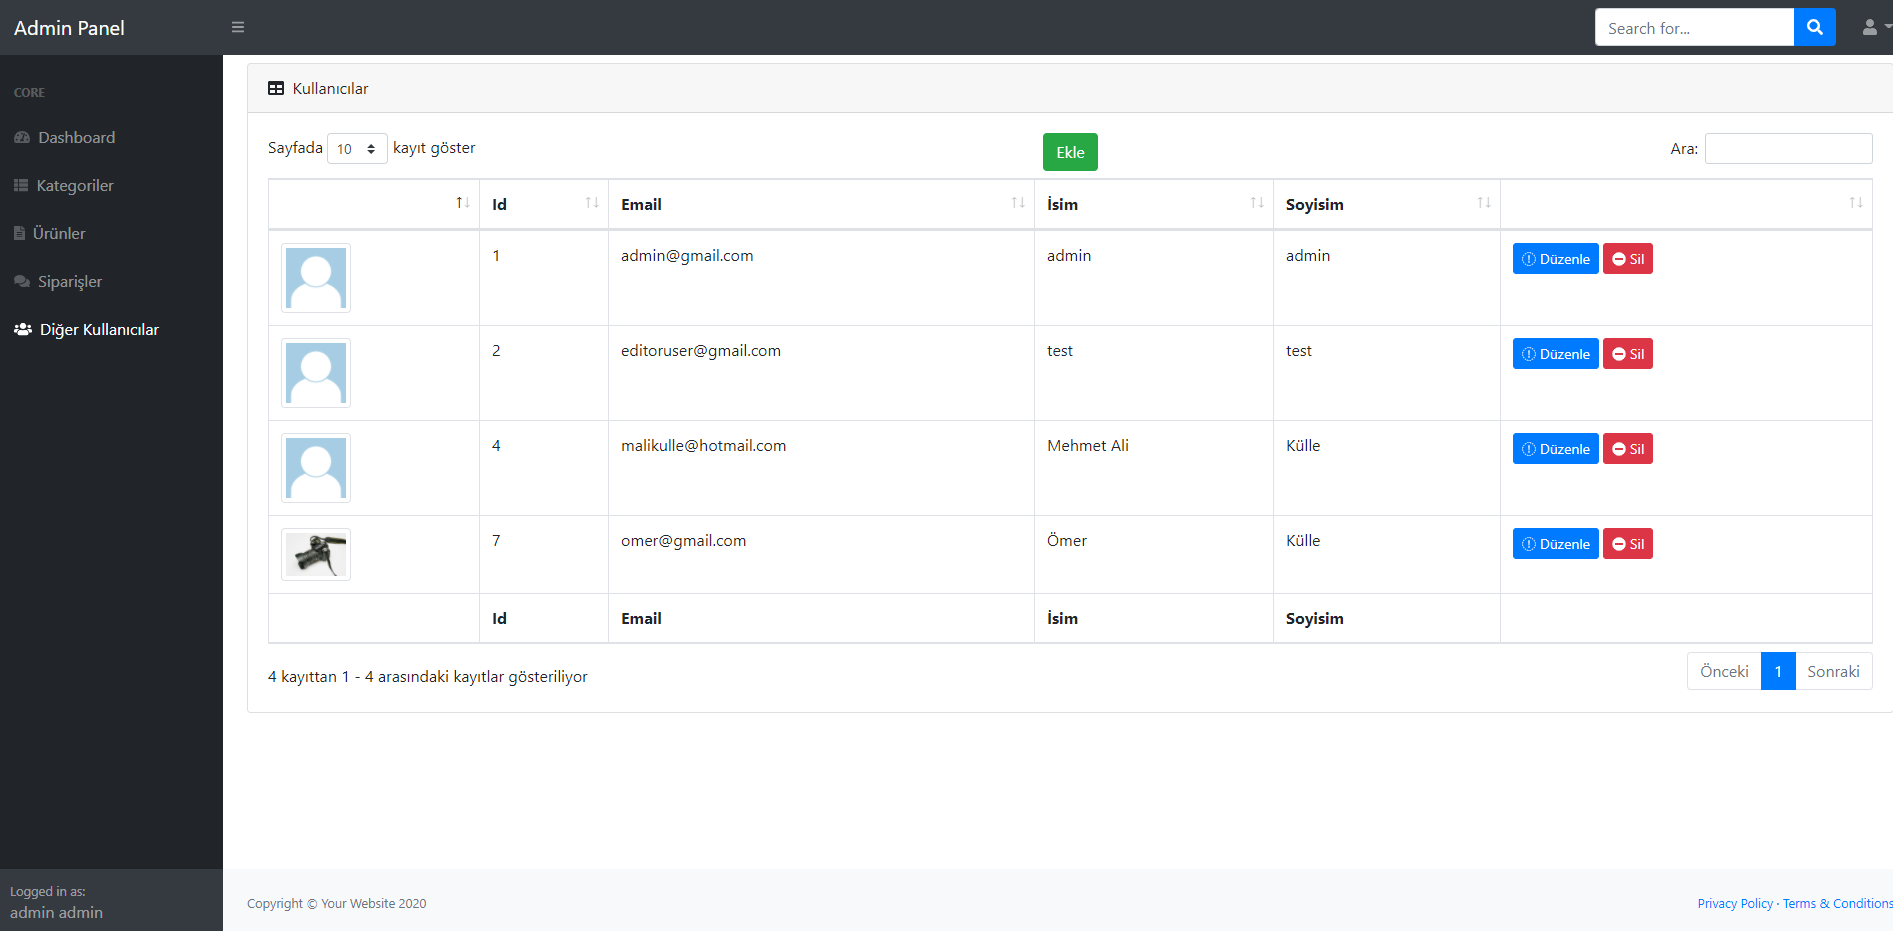 Admin Panel
Search for...
CORE
Dashboard
Kategoriler
Ürünler
Siparişler
Diğer Kullanıcılar
Logged in as:
admin admin
Kullanıcılar
Sayfada 10 kayıt göster
Ekle
Ara:
Id Email İsim Soyisim
1 admin@gmail.com admin admin Düzenle Sil
2 editoruser@gmail.com test test Düzenle Sil
4 malikulle@hotmail.com Mehmet Ali Külle Düzenle Sil
7 omer@gmail.com Ömer Külle Düzenle Sil
Id Email İsim Soyisim
4 kayıttan 1 - 4 arasındaki kayıtlar gösteriliyor
Önceki 1 Sonraki
Copyright © Your Website 2020
Privacy Policy · Terms & Conditions